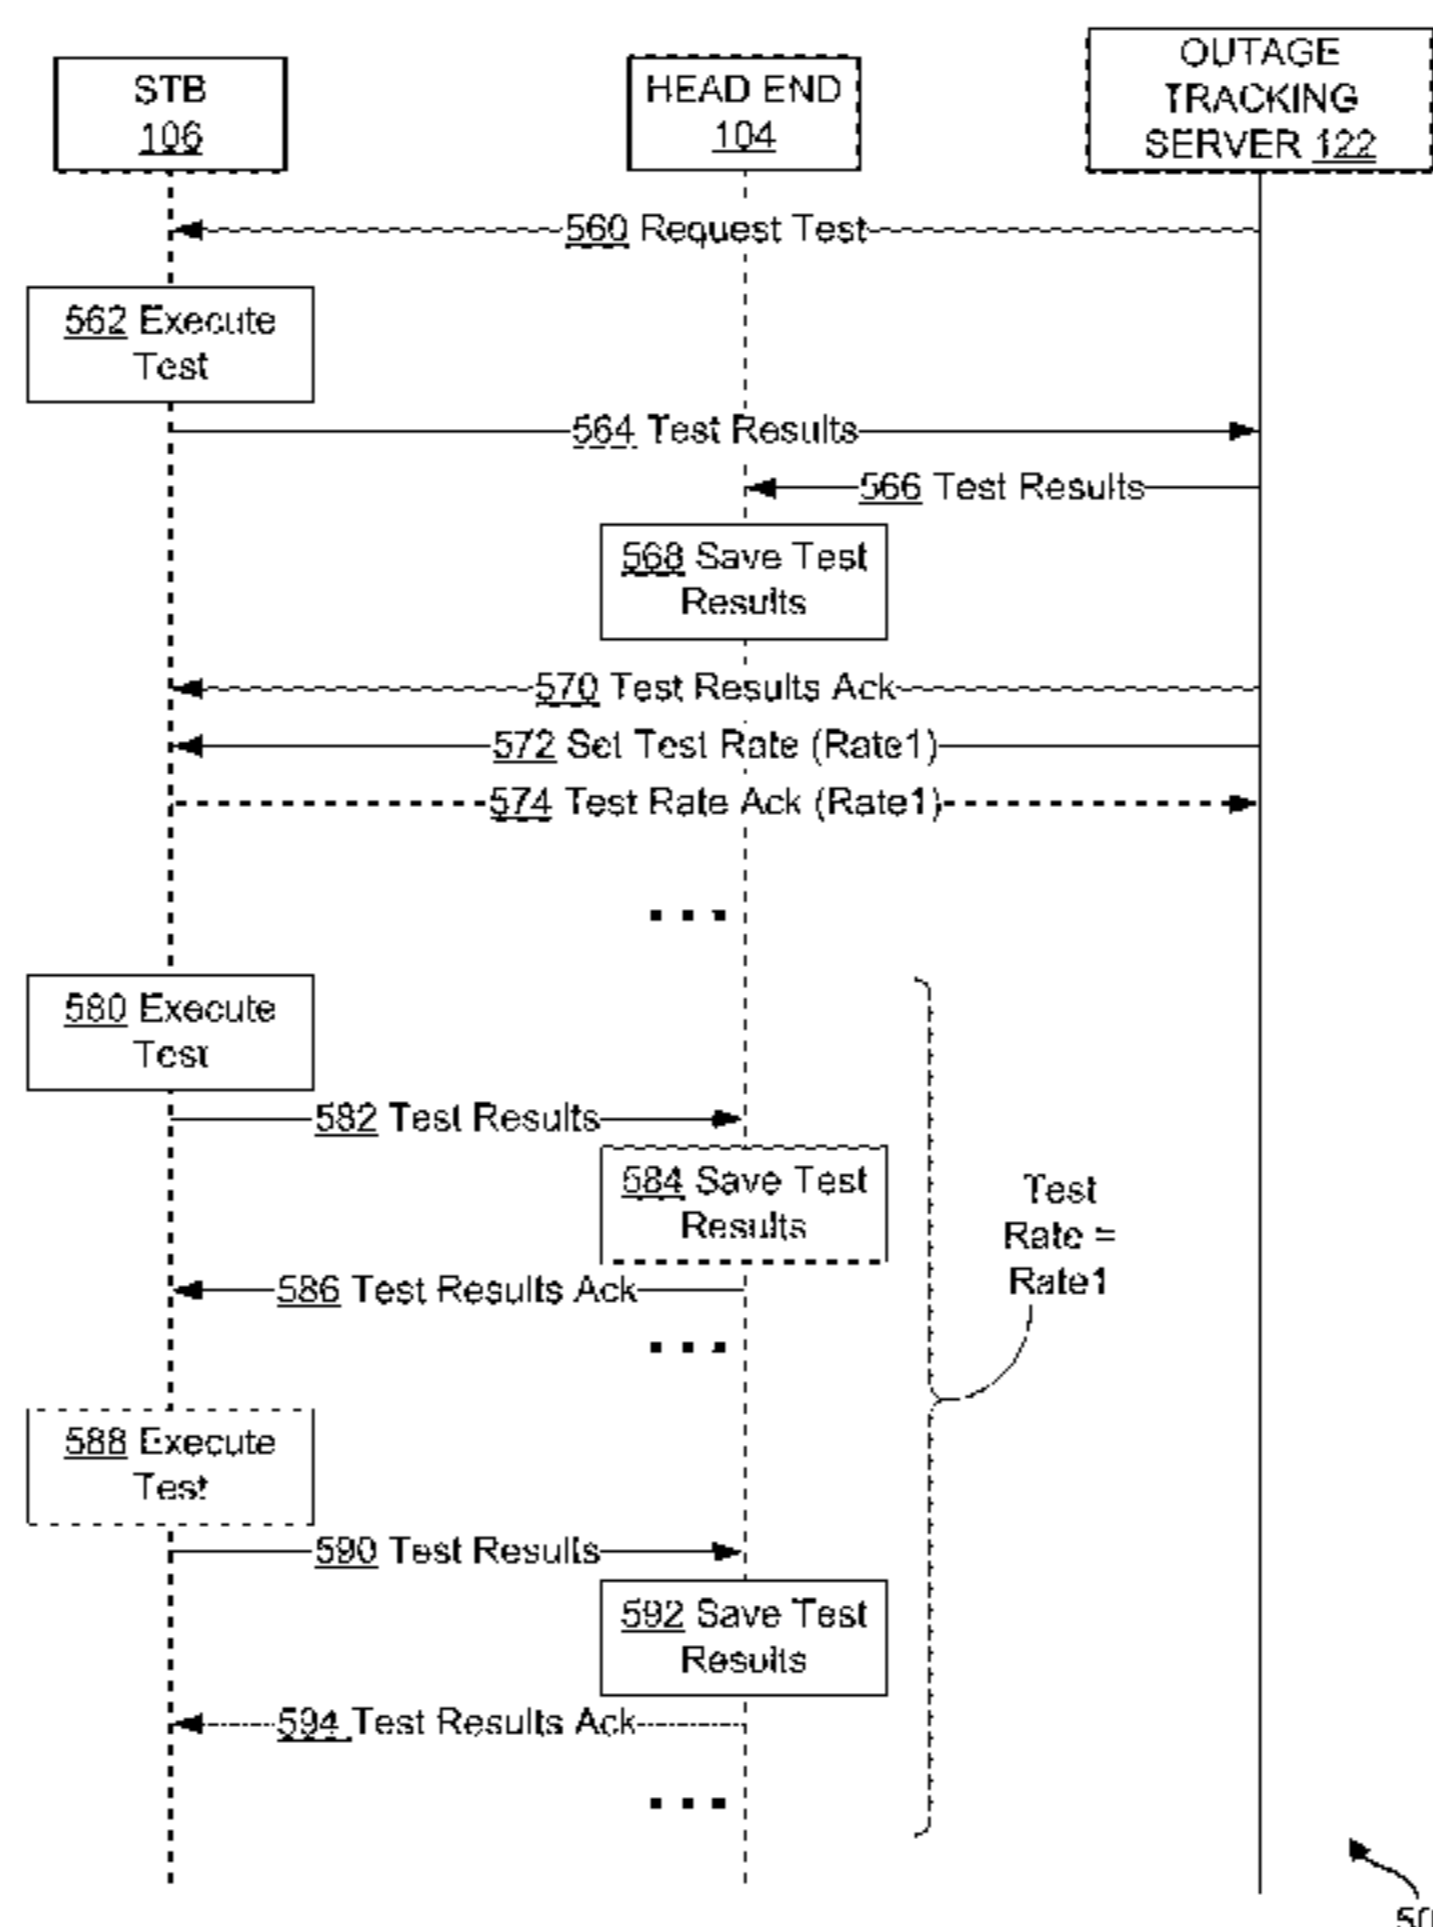 STB
106
HEAD END
104
OUTAGE
TRACKING
SERVER 122
560 Request Test
562 Execute
Test
564 Test Results
566 Test Results
568 Save Test
Results
570 Test Results Ack
572 Set Test Rate (Rate1)
574 Test Rate Ack (Rate1)
...
580 Execute
Test
582 Test Results
584 Save Test
Results
Test
Rate =
Rate1
586 Test Results Ack
...
588 Execute
Test
590 Test Results
592 Save Test
Results
594 Test Results Ack
...